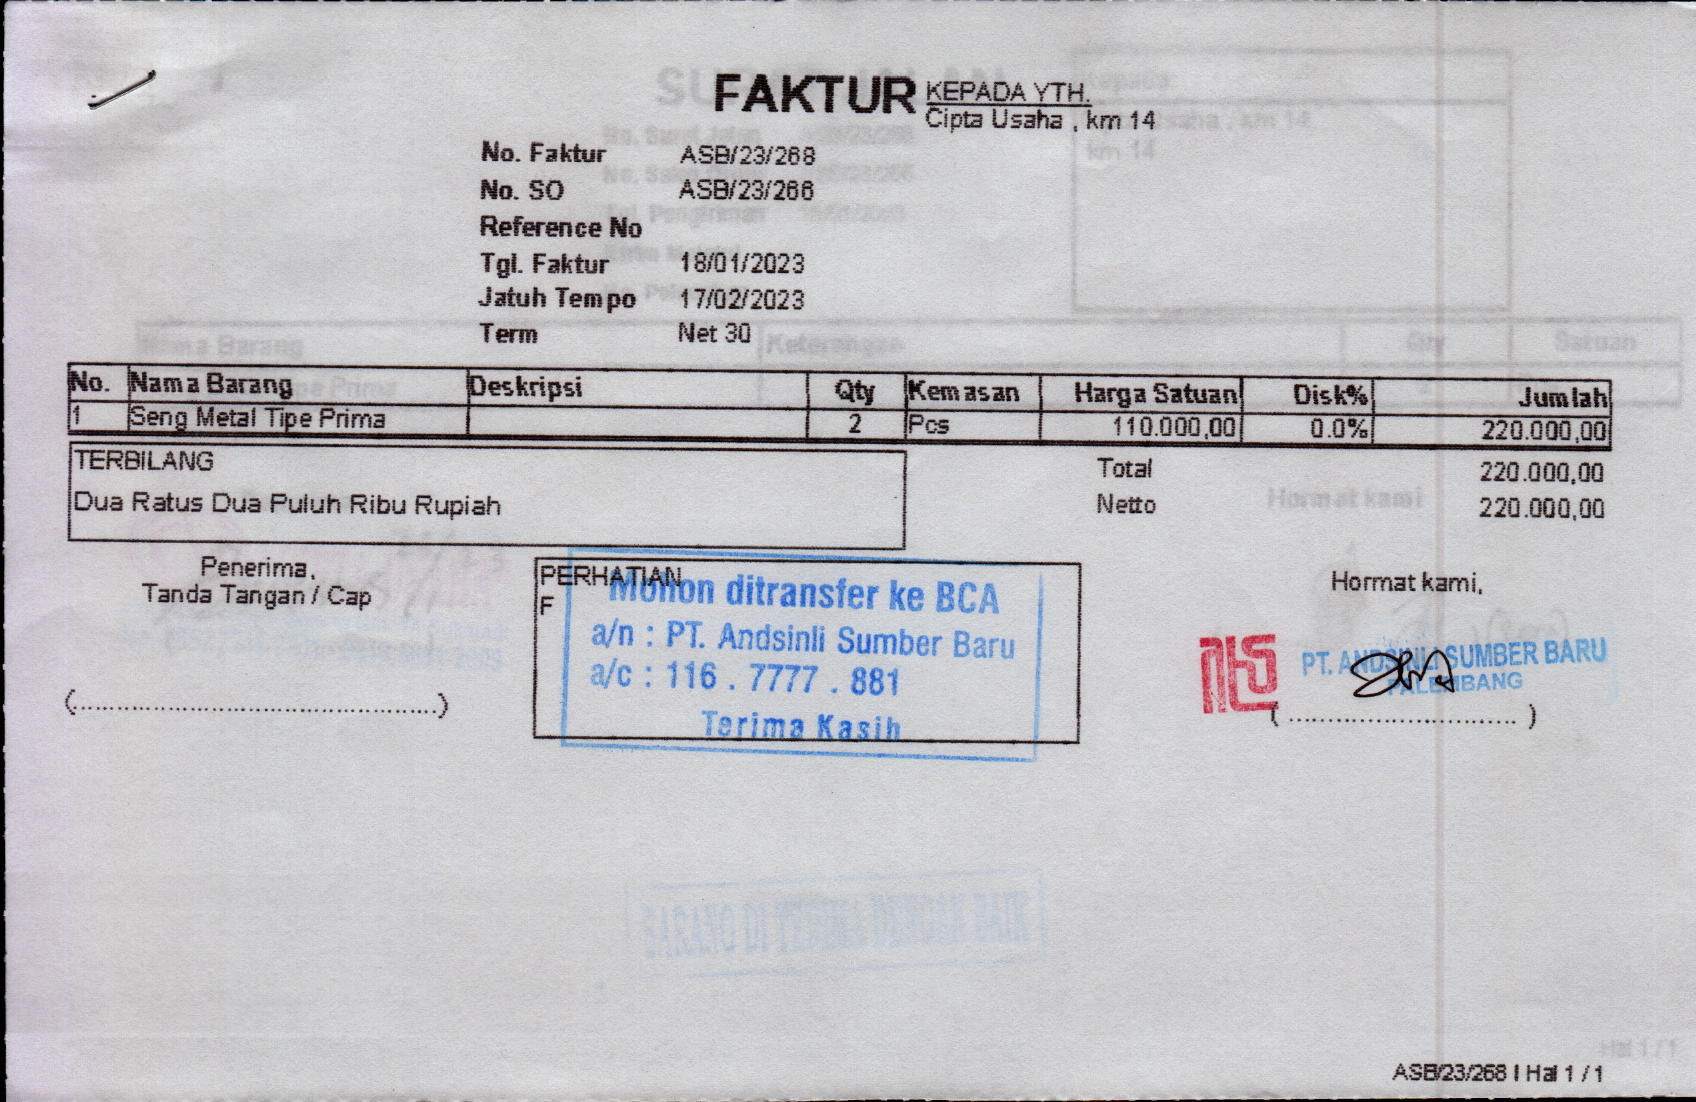 FAKTUR
KEPADA YTH.
Cipta Usaha , km 14
No. Faktur ASB/23/268
No. SO ASB/23/266
Reference No
Tgl. Faktur 18/01/2023
Jatuh Tempo 17/02/2023
Term Net 30
No. Nama Barang Deskripsi Qty Kemasan Harga Satuan Disk% Jumlah
1 Seng Metal Tipe Prima 2 Pcs 110.000,00 0.0% 220.000,00
TERBILANG
Dua Ratus Dua Puluh Ribu Rupiah
Total 220.000,00
Netto 220.000,00
Penerima,
Tanda Tangan / Cap
(..........................................)
PERHATIAN
F
Mohon ditransfer ke BCA
a/n : PT. Andsinli Sumber Baru
a/c : 116 . 7777 . 881
Terima Kasih
Hormat kami,
PT. ANDSINLI SUMBER BARU
PALEMBANG
( ............................ )
BARANG DI TERIMA DENGAN BAIK
ASB/23/268 I Hal 1 / 1